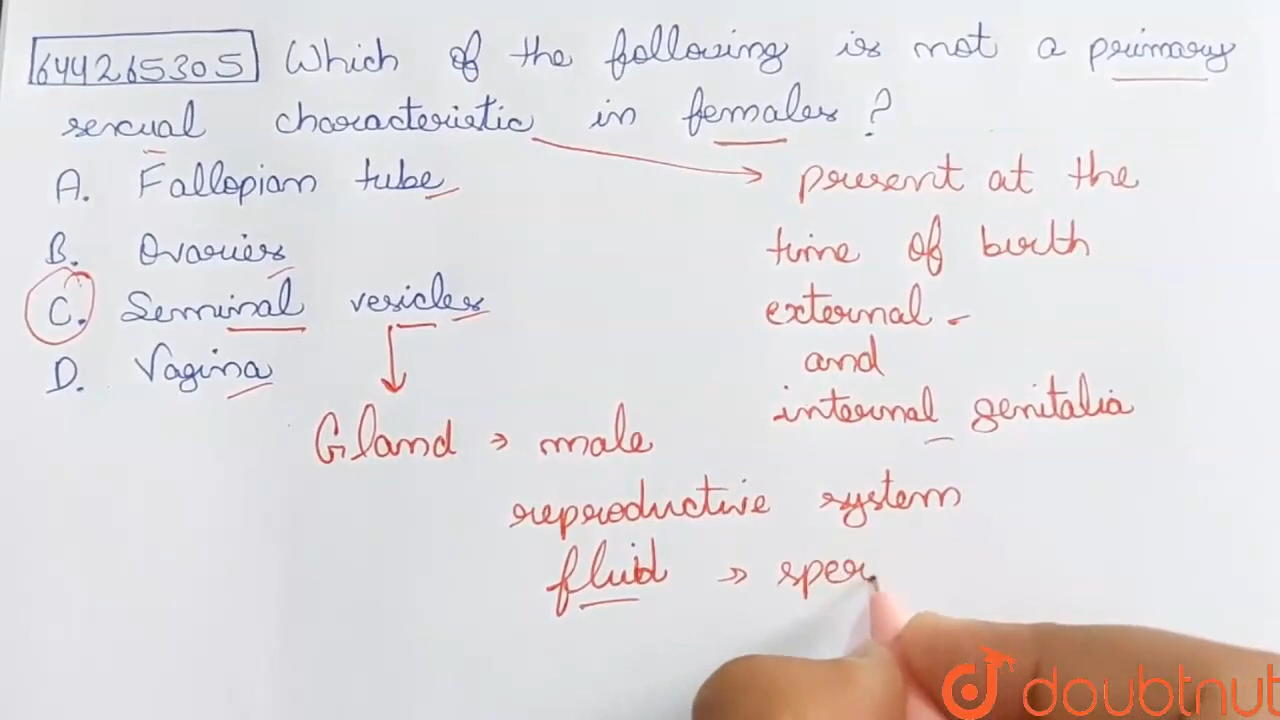 644265305 Which of the following is not a primary
sexual characteristic in females?
A. Fallopian tube
B. Ovaries
C. Seminal vesicles
D. Vagina
present at the
time of birth
external
and
internal genitalia
Gland → male
reproductive system
fluid → sper
doubtnut